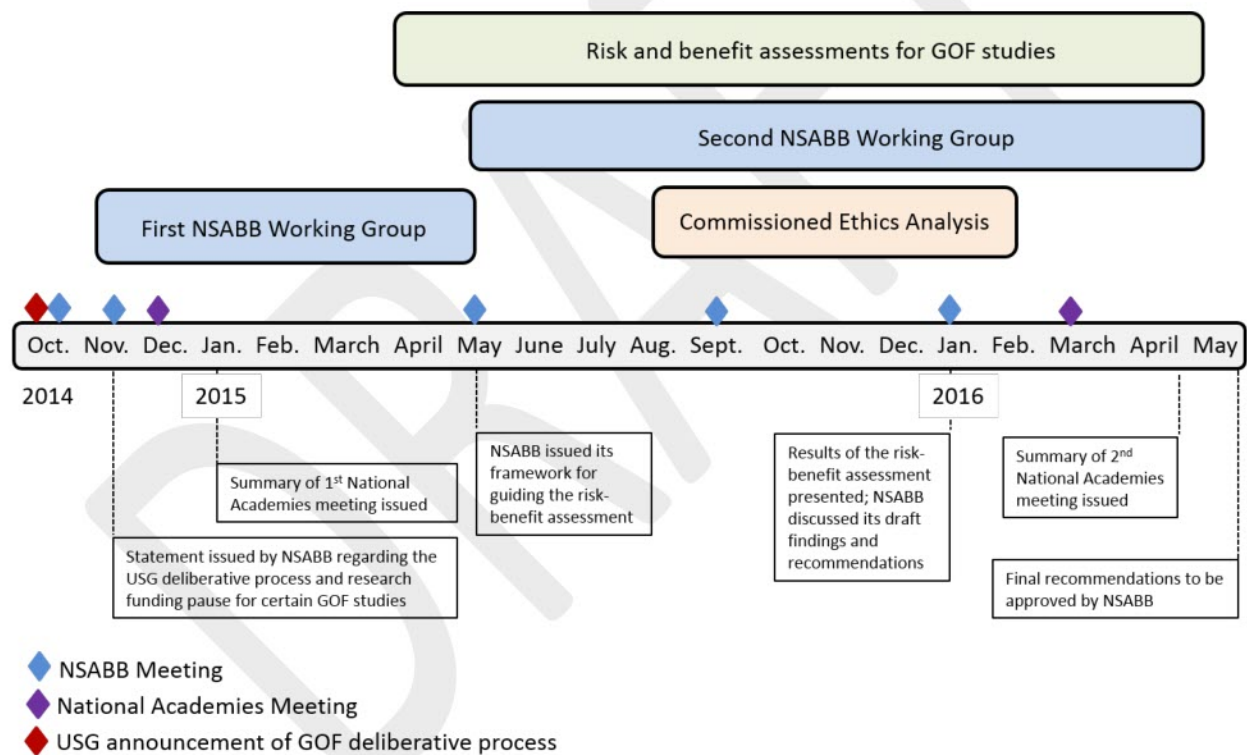 Risk and benefit assessments for GOF studies
Second NSABB Working Group
First NSABB Working Group
Commissioned Ethics Analysis
Oct. Nov. Dec. Jan. Feb. March April May June July Aug. Sept. Oct. Nov. Dec. Jan. Feb. March April May
2014
2015
2016
Summary of 1st National
Academies meeting issued
Statement issued by NSABB regarding the
USG deliberative process and research
funding pause for certain GOF studies
NSABB issued its
framework for
guiding the risk-
benefit assessment
Results of the risk-
benefit assessment
presented; NSABB
discussed its draft
findings and
recommendations
Summary of 2nd
National Academies
meeting issued
Final recommendations to be
approved by NSABB
NSABB Meeting
National Academies Meeting
USG announcement of GOF deliberative process
DRAFT